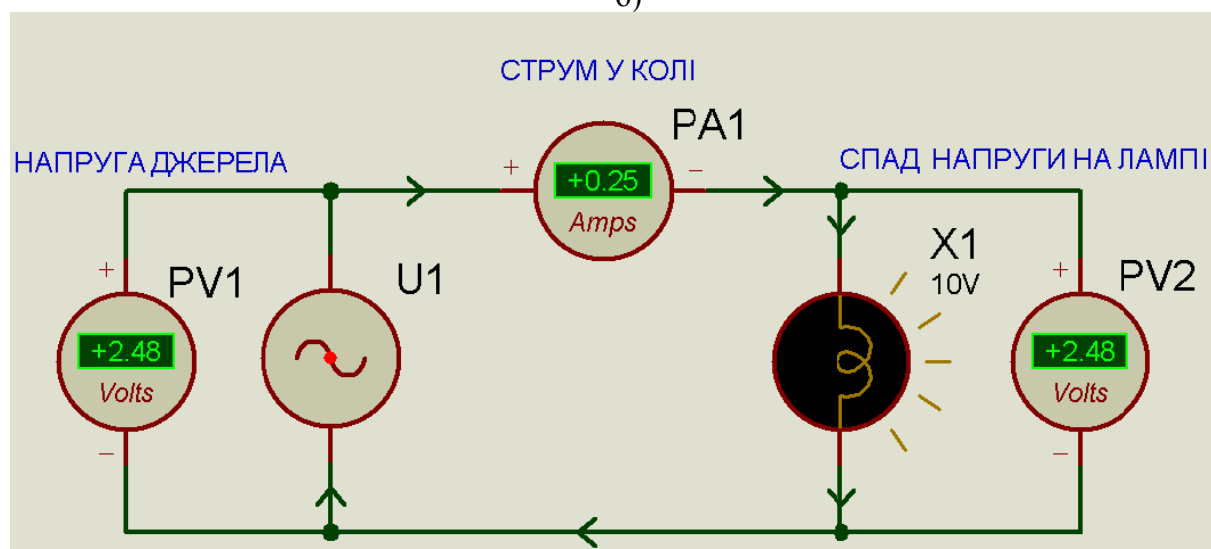 б)
СТРУМ У КОЛІ
PA1
НАПРУГА ДЖЕРЕЛА
СПАД НАПРУГИ НА ЛАМПІ
+ +0.25 −
Amps
X1
10V
+ PV1
U1
+ PV2
+2.48
Volts
+2.48
Volts
−
−